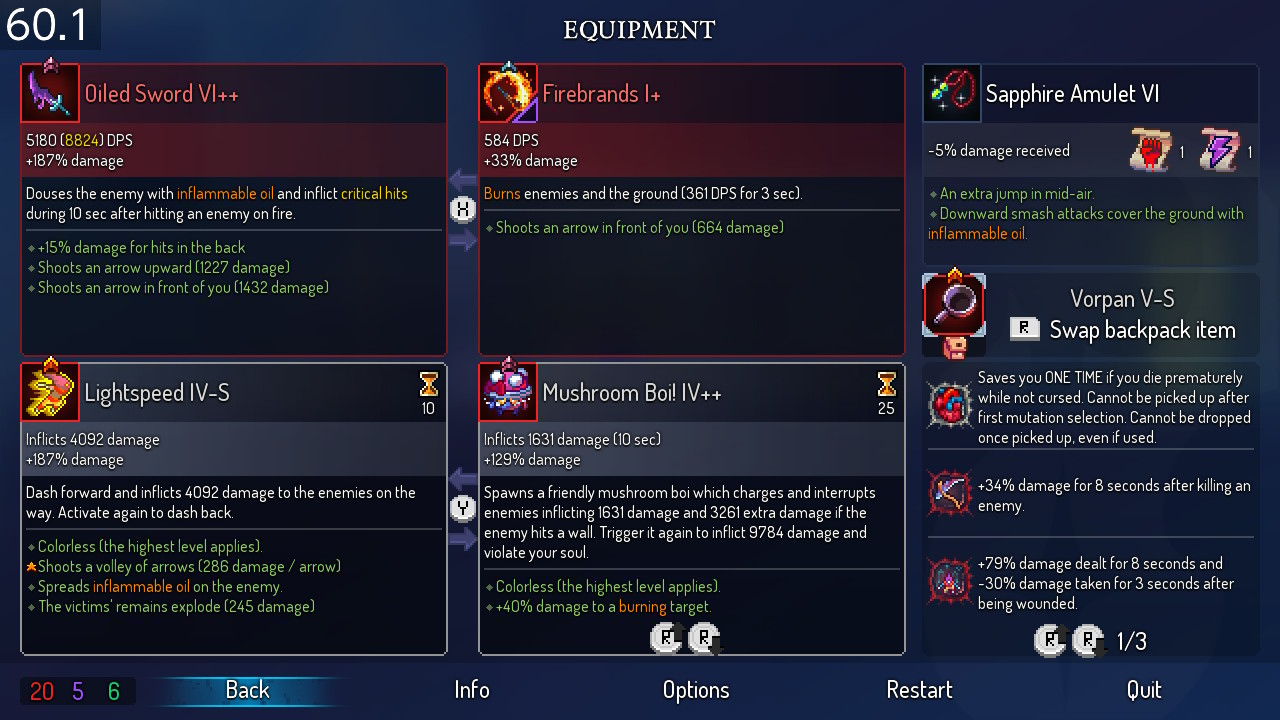 60.1
EQUIPMENT
Oiled Sword VI++
5180 (8824) DPS
+187% damage
Douses the enemy with inflammable oil and inflict critical hits
during 10 sec after hitting an enemy on fire.
+15% damage for hits in the back
Shoots an arrow upward (1227 damage)
Shoots an arrow in front of you (1432 damage)
X
Firebrands I+
584 DPS
+33% damage
Burns enemies and the ground (361 DPS for 3 sec).
Shoots an arrow in front of you (664 damage)
Sapphire Amulet VI
-5% damage received
1
1
An extra jump in mid-air.
Downward smash attacks cover the ground with
inflammable oil.
Vorpan V-S
R Swap backpack item
Lightspeed IV-S
10
Inflicts 4092 damage
+187% damage
Dash forward and inflicts 4092 damage to the enemies on the
way. Activate again to dash back.
Colorless (the highest level applies).
Shoots a volley of arrows (286 damage / arrow)
Spreads inflammable oil on the enemy.
The victims' remains explode (245 damage)
Y
Mushroom Boi! IV++
25
Inflicts 1631 damage (10 sec)
+129% damage
Spawns a friendly mushroom boi which charges and interrupts
enemies inflicting 1631 damage and 3261 extra damage if the
enemy hits a wall. Trigger it again to inflict 9784 damage and
violate your soul.
Colorless (the highest level applies).
+40% damage to a burning target.
R R
Saves you ONE TIME if you die prematurely
while not cursed. Cannot be picked up after
first mutation selection. Cannot be dropped
once picked up, even if used.
+34% damage for 8 seconds after killing an
enemy.
+79% damage dealt for 8 seconds and
-30% damage taken for 3 seconds after
being wounded.
R R 1/3
20 5 6
Back
Info
Options
Restart
Quit